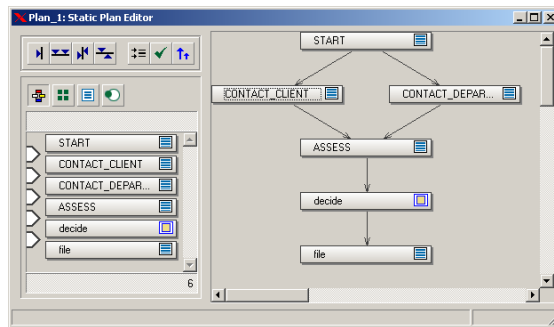 Plan_1: Static Plan Editor
START
CONTACT_CLIENT
CONTACT_DEPAR...
ASSESS
decide
file
6
START
CONTACT_CLIENT
CONTACT_DEPAR...
ASSESS
decide
file